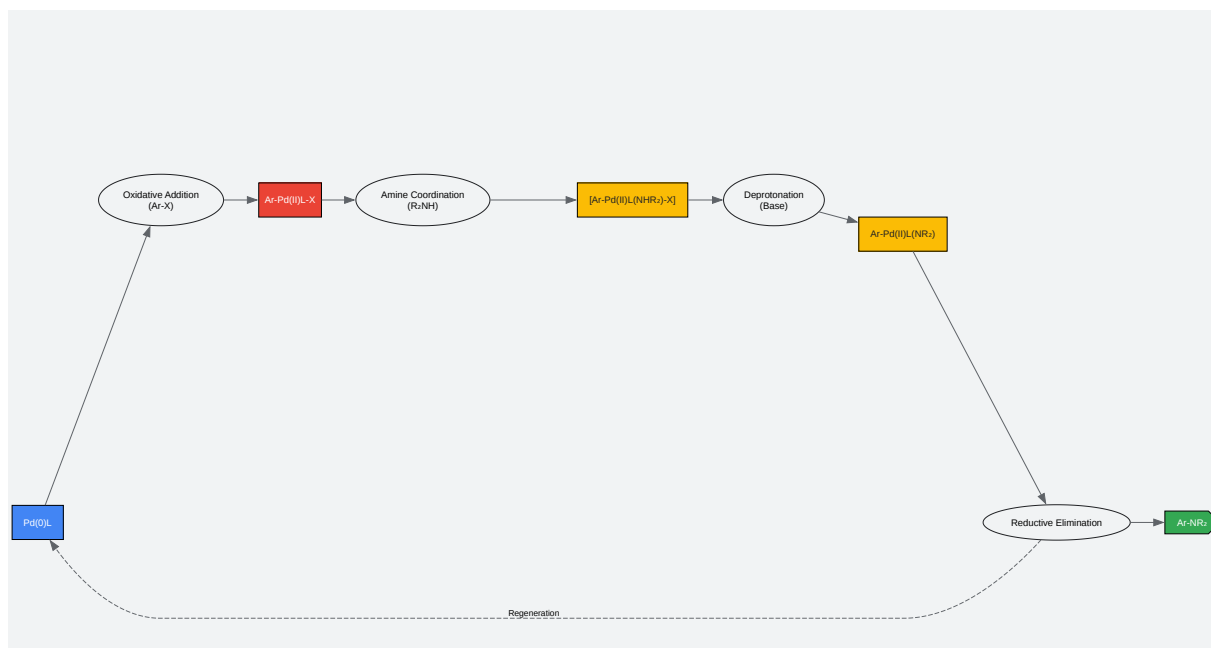 Oxidative Addition
(Ar-X)
Ar-Pd(II)L-X
Amine Coordination
(R₂NH)
[Ar-Pd(II)L(NHR₂)-X]
Deprotonation
(Base)
Ar-Pd(II)L(NR₂)
Pd(0)L
Reductive Elimination
Ar-NR₂
Regeneration